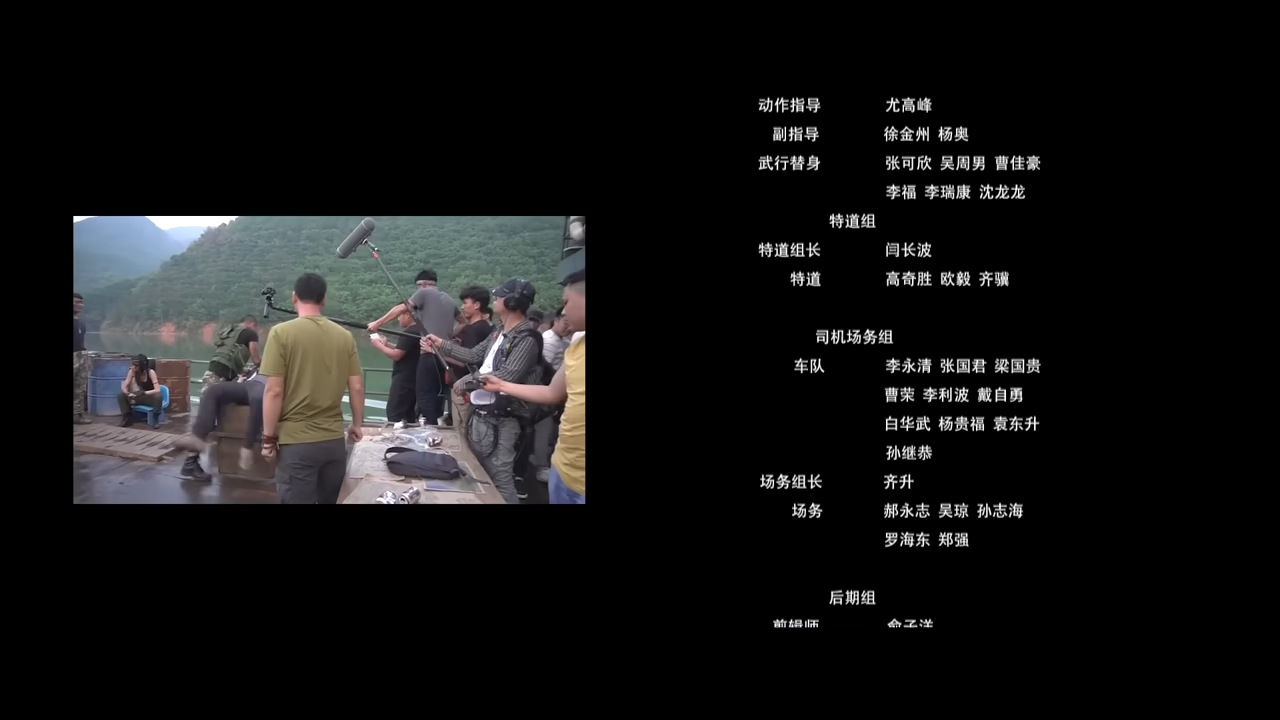 动作指导 尤高峰
副指导 徐金州 杨奥
武行替身 张可欣 吴周男 曹佳豪
李福 李瑞康 沈龙龙
特道组
特道组长 闫长波
特道 高奇胜 欧毅 齐骥
司机场务组
车队 李永清 张国君 梁国贵
曹荣 李利波 戴自勇
白华武 杨贵福 袁东升
孙继恭
场务组长 齐升
场务 郝永志 吴琼 孙志海
罗海东 郑强
后期组
剪辑师 俞子洋